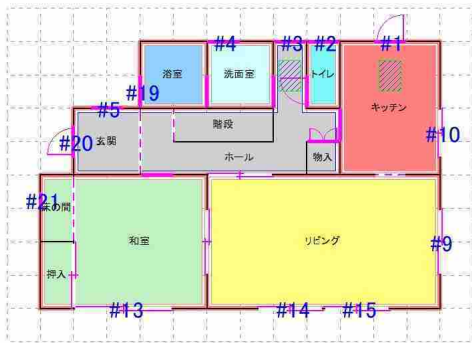 #4
#3
#2
#1
浴室
洗面室
トイレ
キッチン
#19
#5
玄関
階段
#20
ホール
物入
#10
#21
床の間
和室
リビング
#9
押入
#13
#14
#15